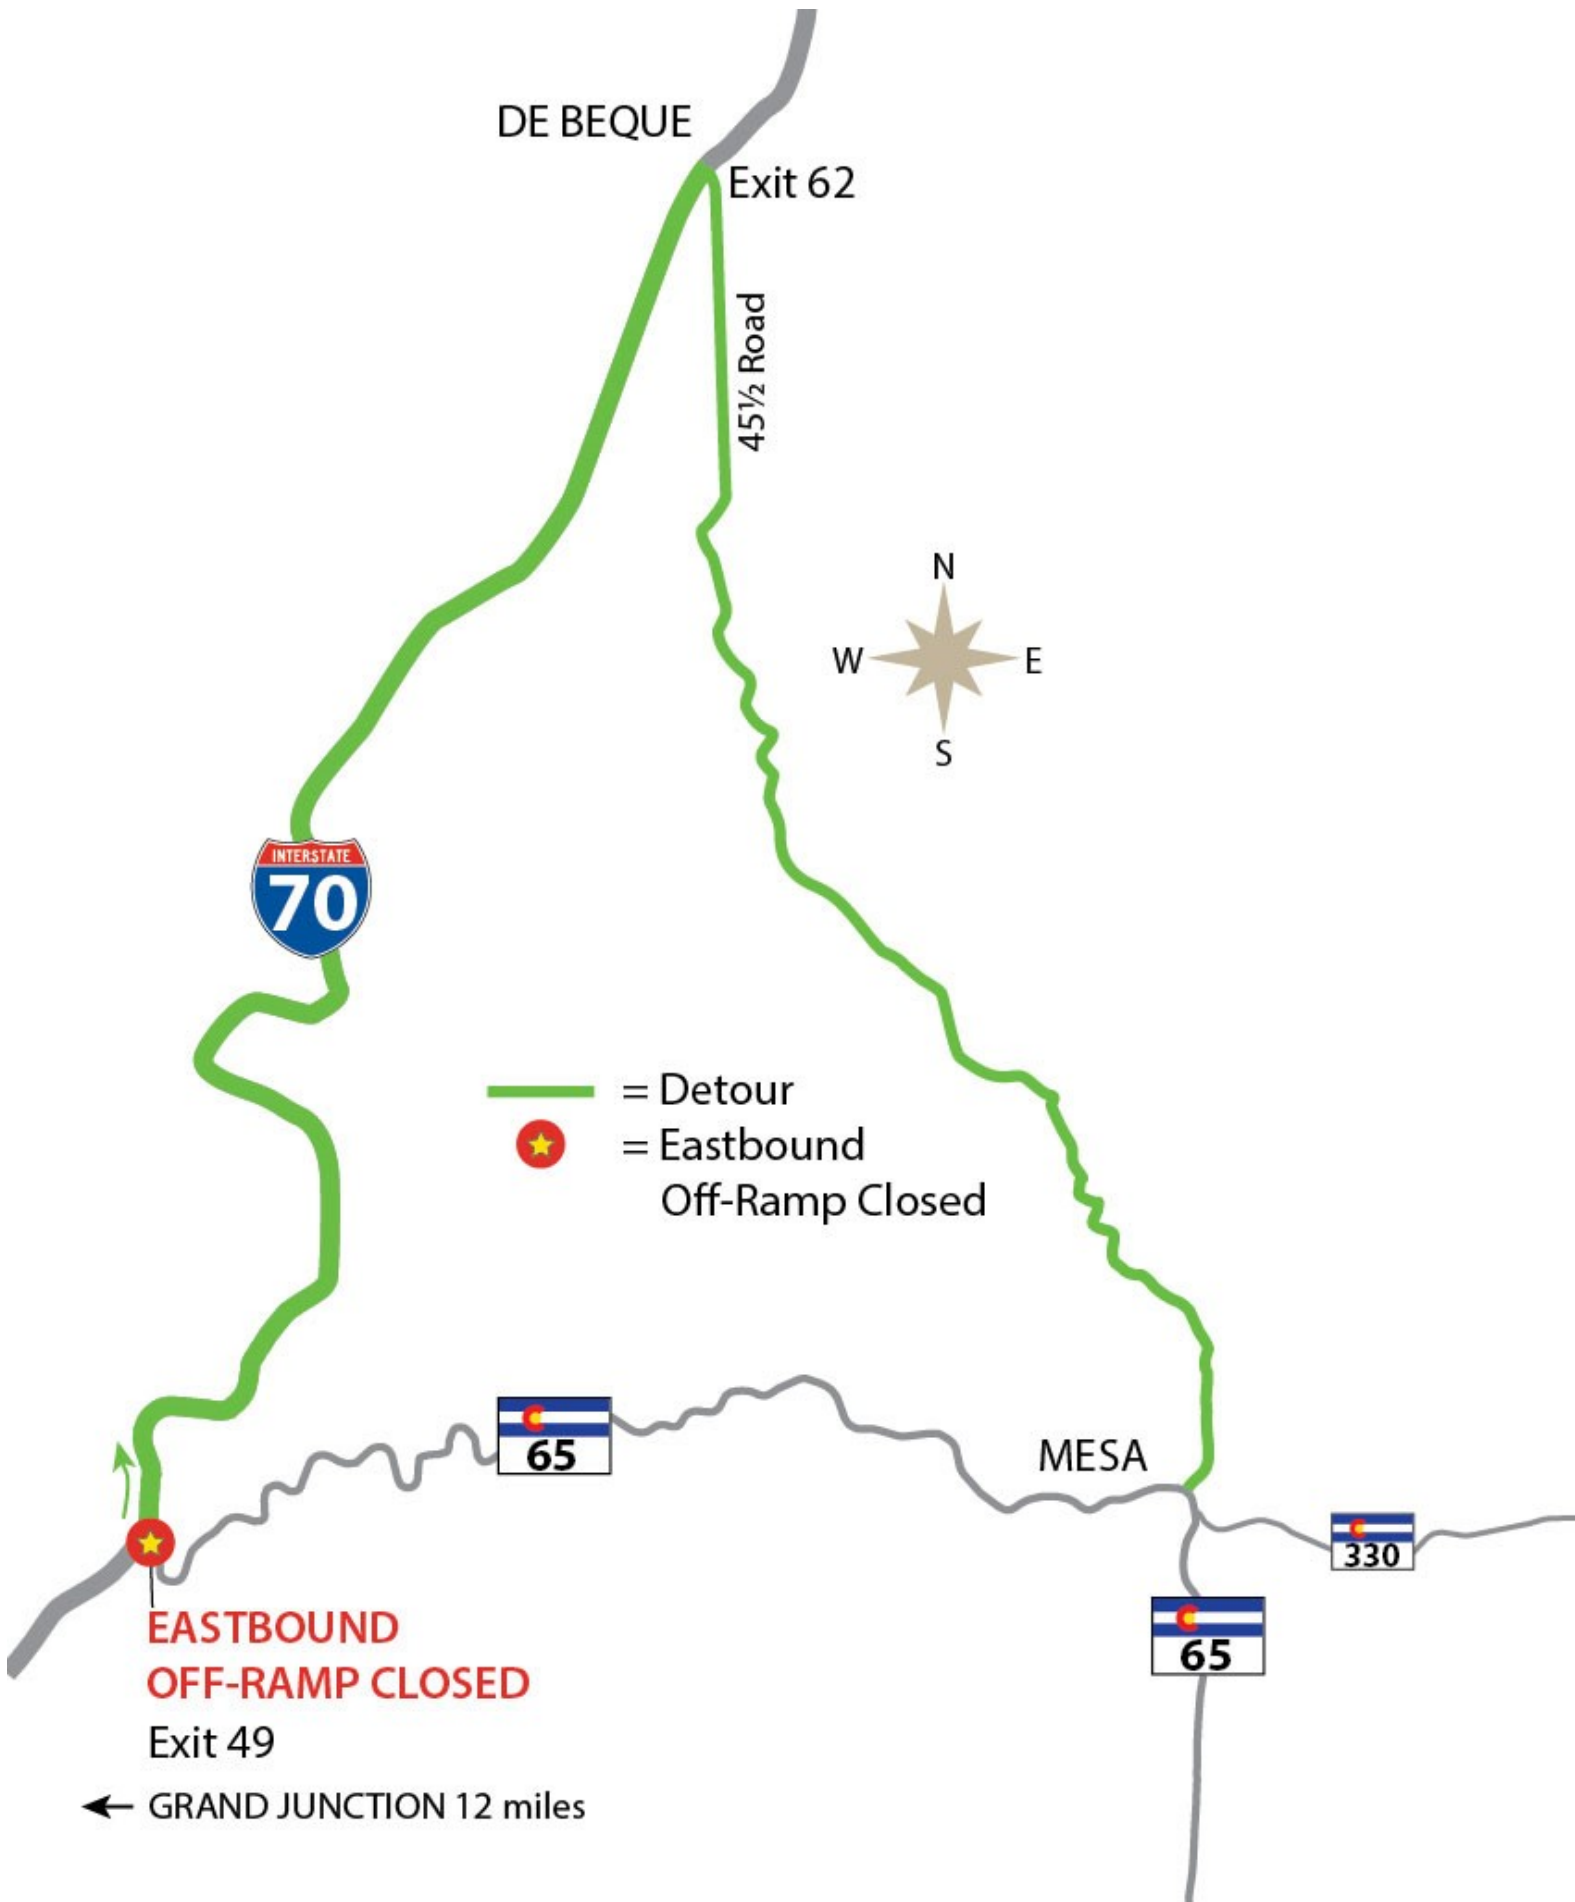 DE BEQUE
Exit 62
45½ Road
N
W
E
S
INTERSTATE
70
= Detour
= Eastbound
Off-Ramp Closed
65
MESA
330
65
EASTBOUND
OFF-RAMP CLOSED
Exit 49
GRAND JUNCTION 12 miles